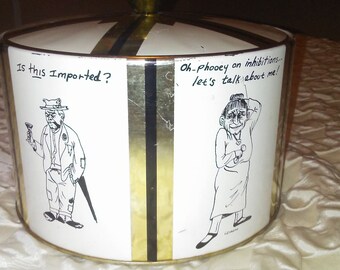 Is this Imported?
Oh..phooey on inhibitions...
let's talk about me!